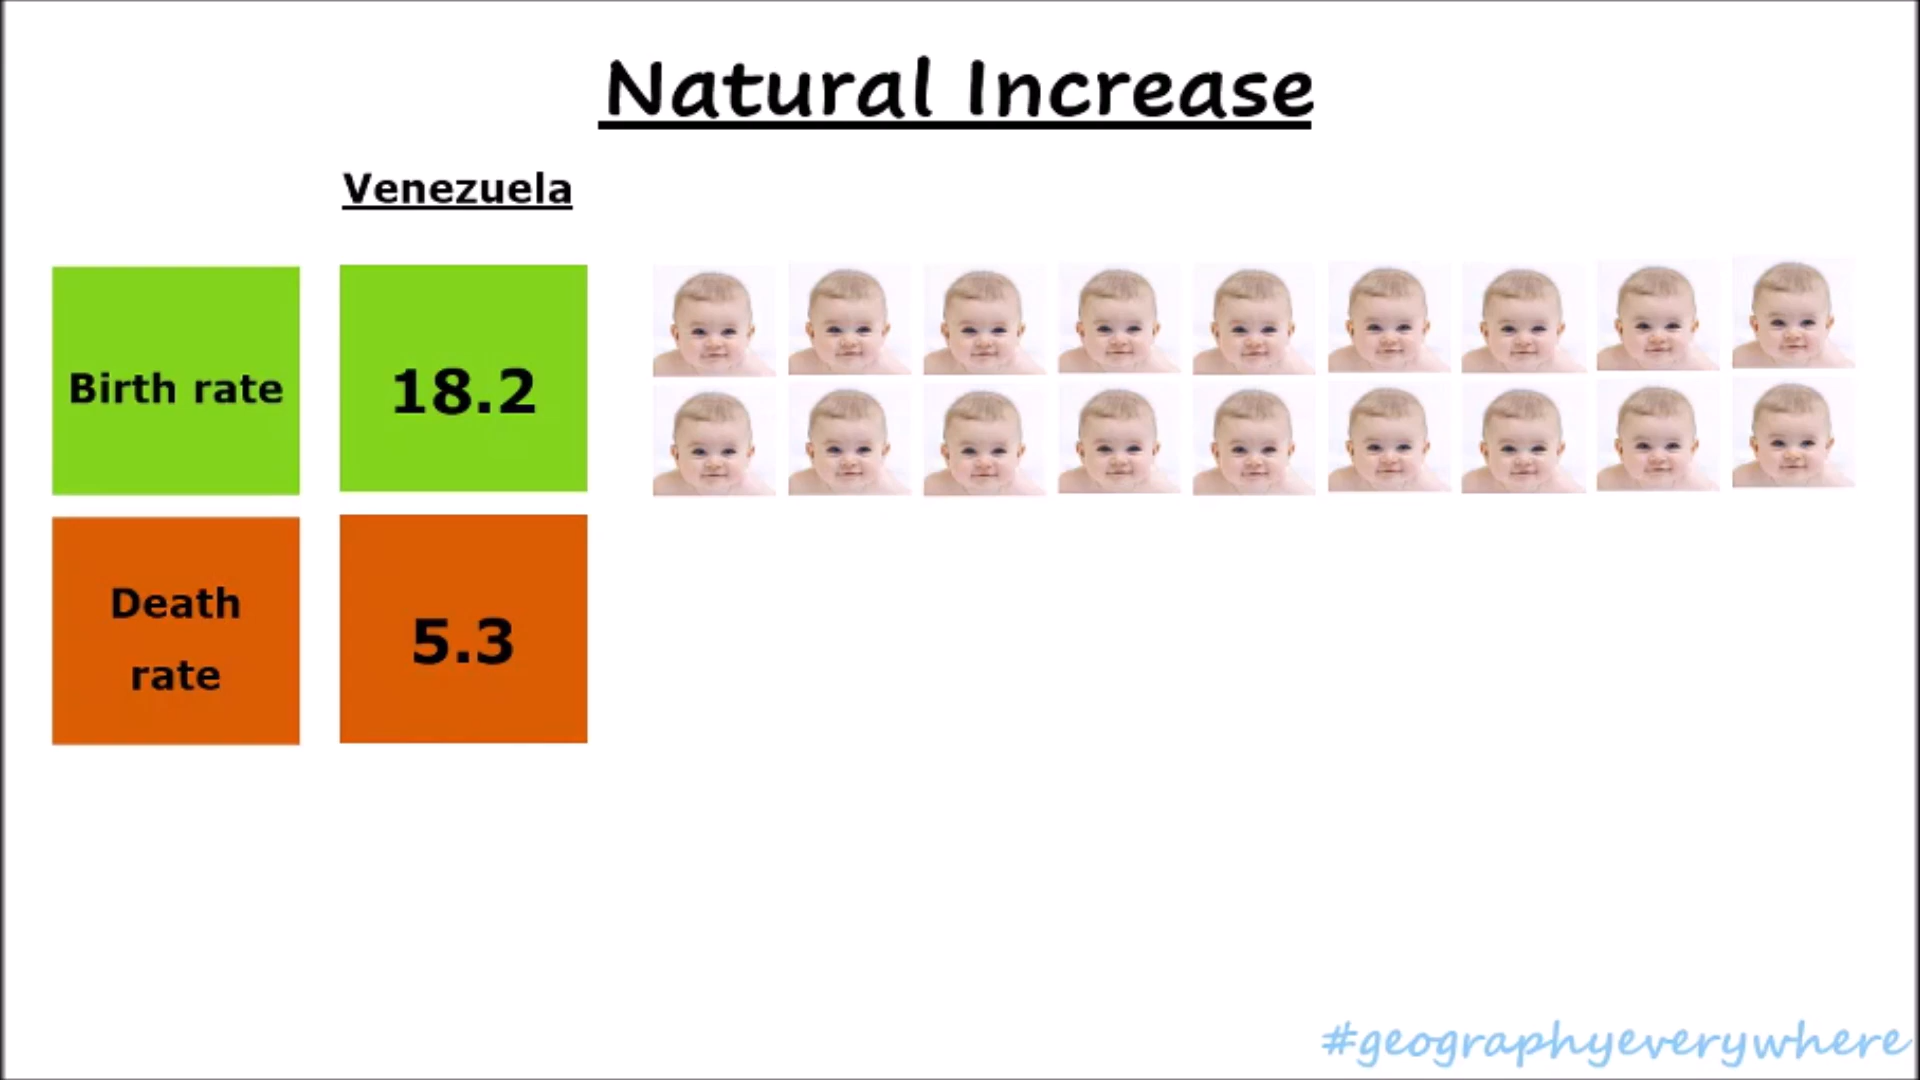 Natural Increase
Venezuela
Birth rate
18.2
Death
rate
5.3
#geographyeverywhere